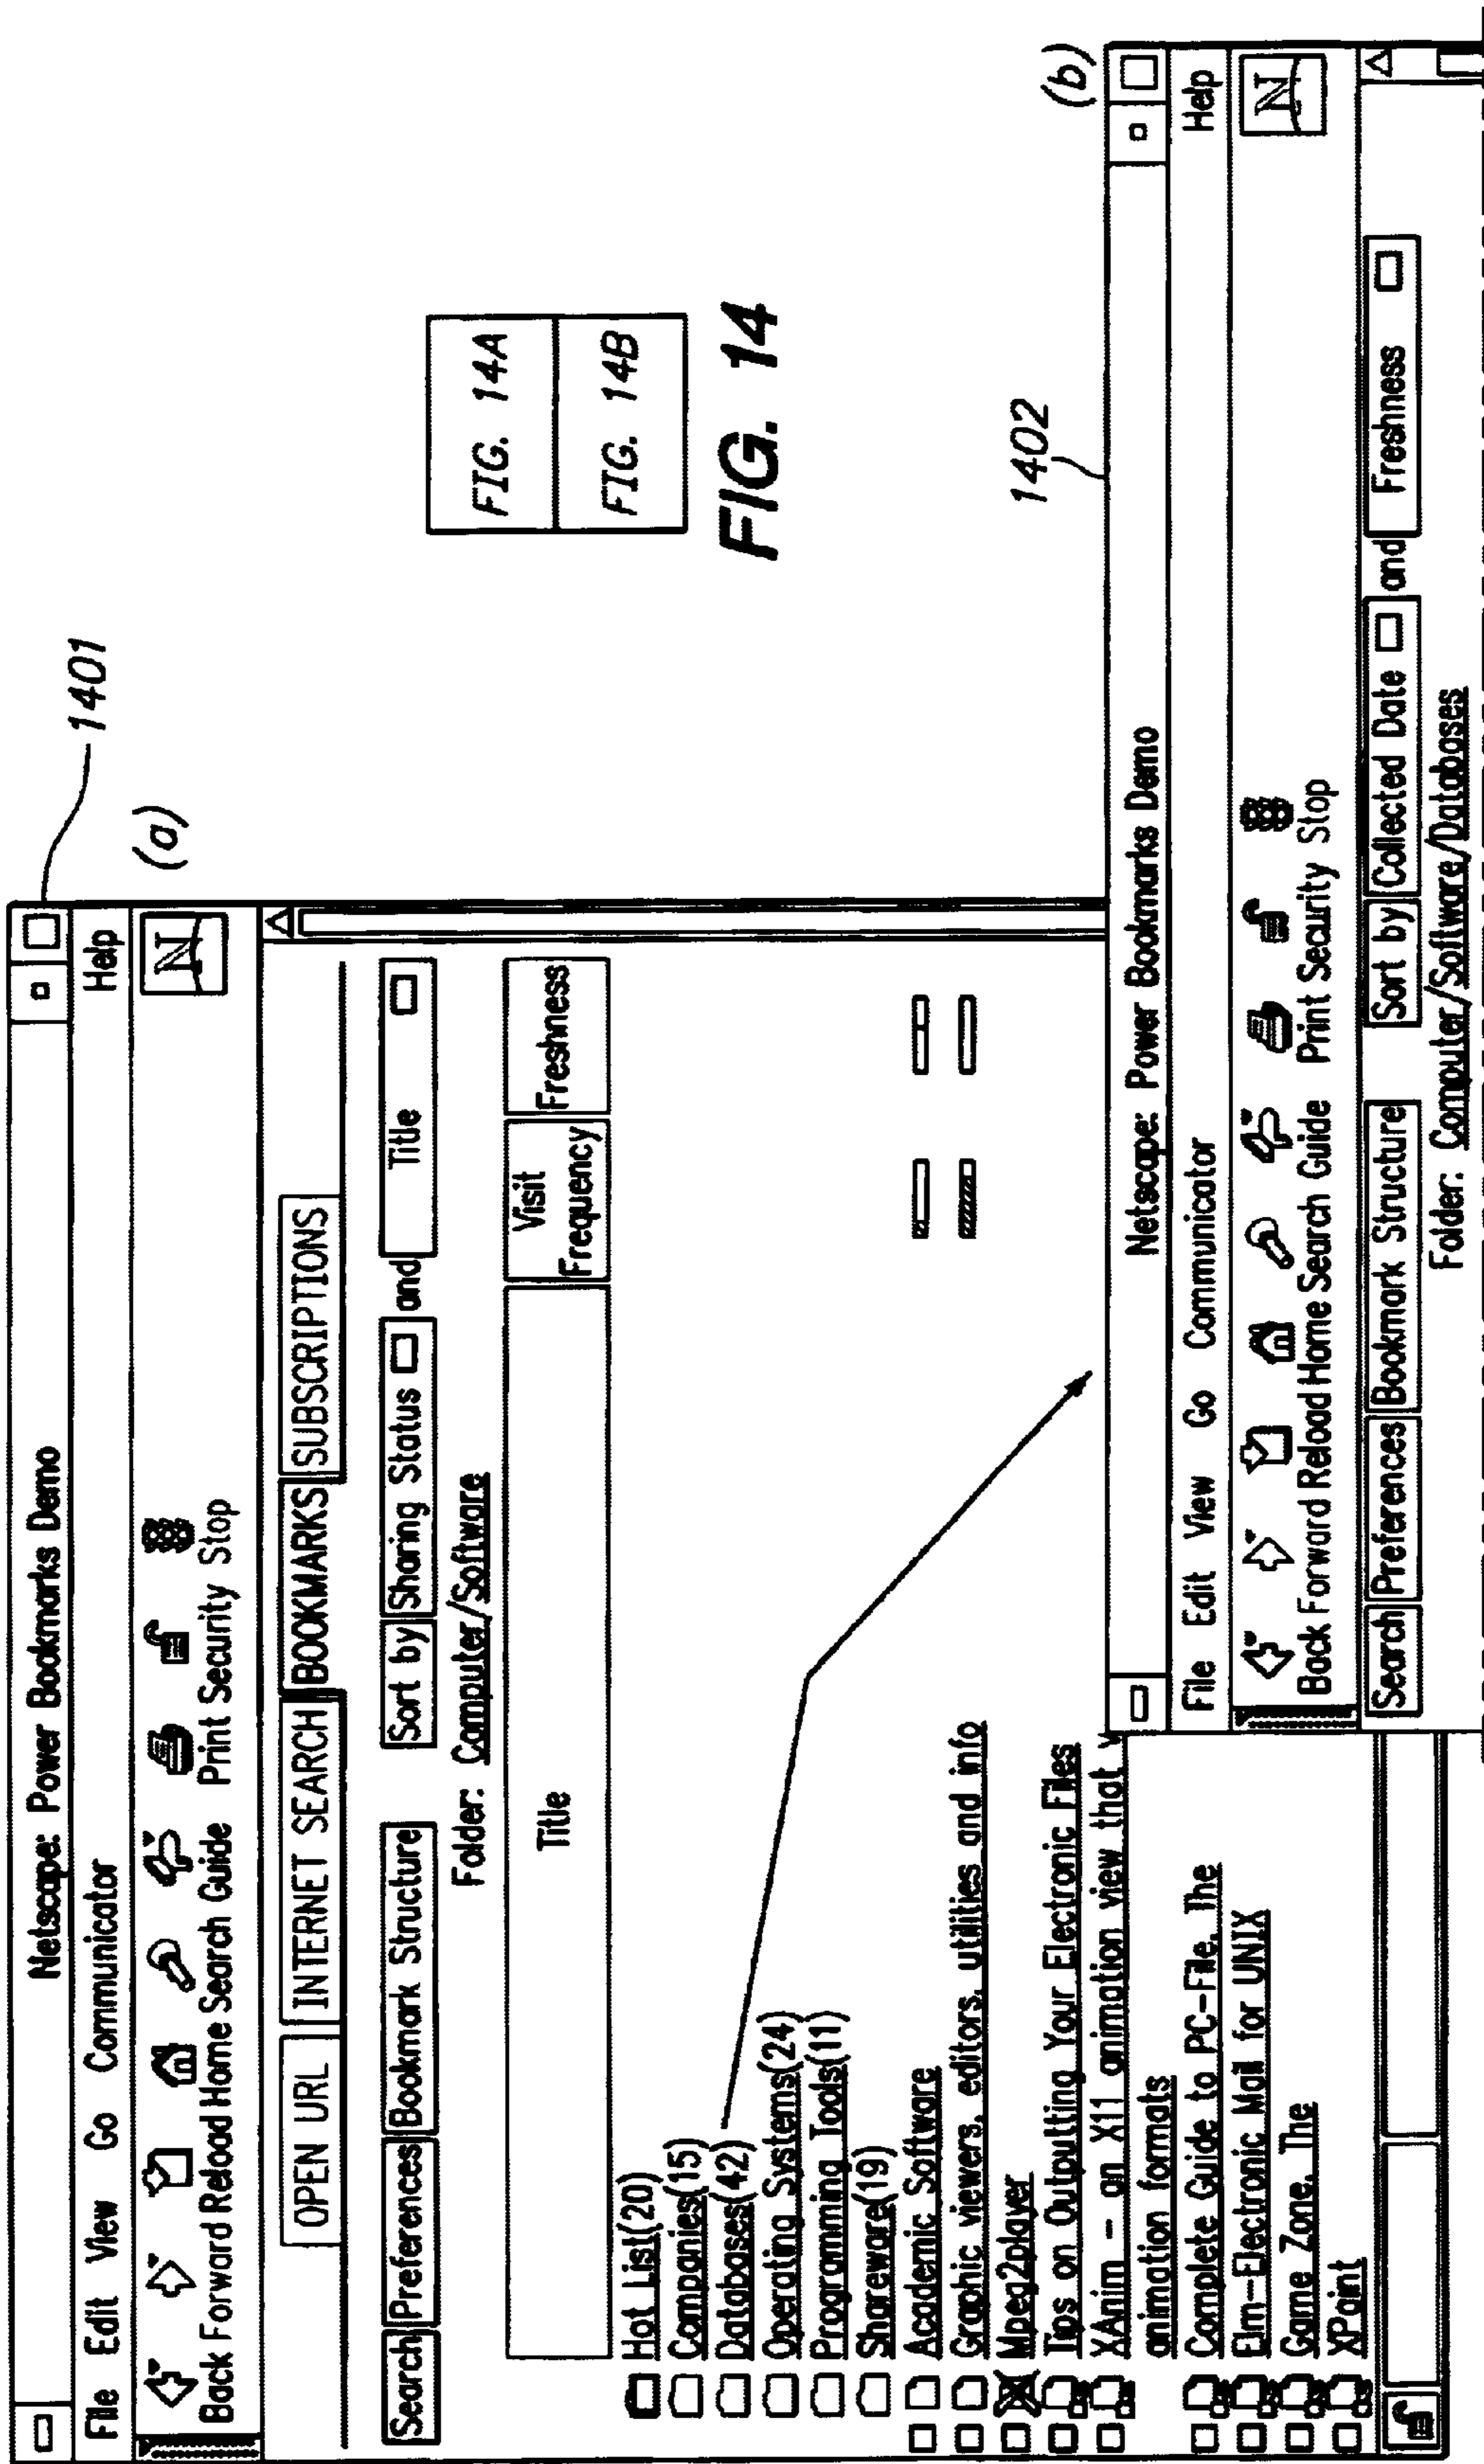 1401
(a)
Netscape: Power Bookmarks Demo
File Edit View Go Communicator Help
N
Back Forward Reload Home Search Guide Print Security Stop
OPEN URL INTERNET SEARCH BOOKMARKS SUBSCRIPTIONS
Search Preferences Bookmark Structure Sort by Sharing Status and Title
Folder: Computer/Software
Title Visit Frequency Freshness
Hot List(20)
Companies(15)
Databases(42)
Operating Systems(24)
Programming Tools(11)
Shareware(19)
Academic Software
Graphic viewers, editors, utilities and info
Mpeg2player
Tips on Outputting Your Electronic Files
XAnim - an X11 animation view that
animation formats
Complete Guide to PC-File, The
Elm-Electronic Mail for UNIX
Game Zone, The
XPaint
FIG. 14A
FIG. 14B
FIG. 14
1402
(b)
Netscape: Power Bookmarks Demo
File Edit View Go Communicator Help
N
Back Forward Reload Home Search Guide Print Security Stop
Search Preferences Bookmark Structure Sort by Collected Date and Freshness
Folder: Computer/Software/Databases